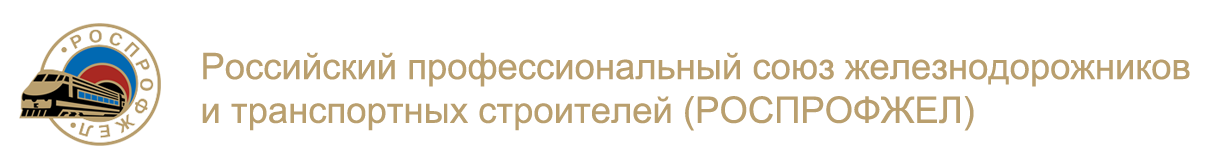 •РОСПРОФЖЕЛ•
Российский профессиональный союз железнодорожников
и транспортных строителей (РОСПРОФЖЕЛ)